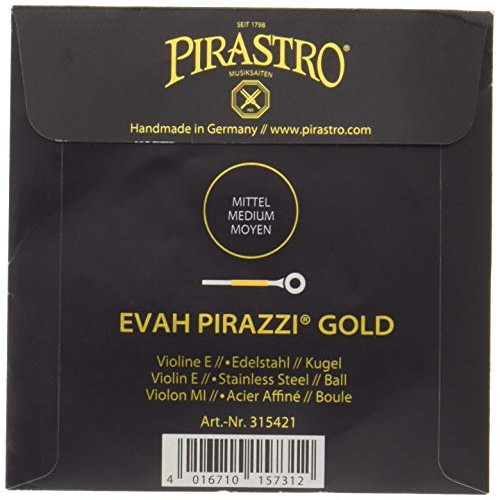 SEIT 1798
PIRASTRO®
MUSIKSAITEN
Handmade in Germany // www.pirastro.com
MITTEL
MEDIUM
MOYEN
EVAH PIRAZZI® GOLD
Violine E //•Edelstahl // Kugel
Violin E //•Stainless Steel // Ball
Violon MI //•Acier Affiné // Boule
Art.-Nr. 315421
4 016710 157312